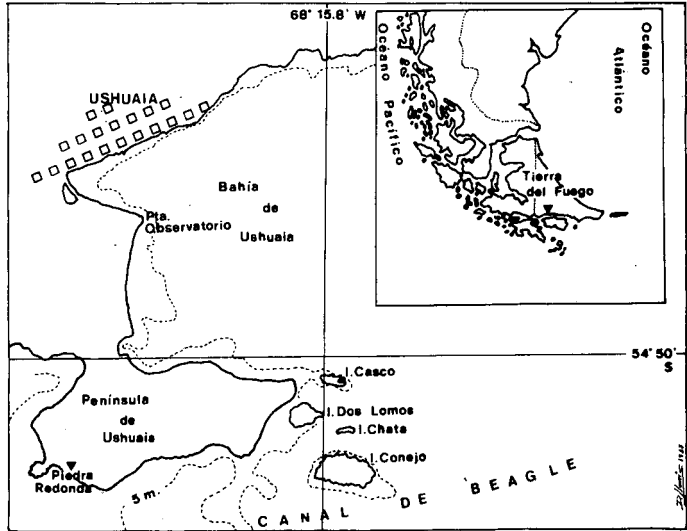 68° 15.8' W
USHUAIA
Bahía
de
Ushuaia
Pta.
Observatorio
Océano
Pacífico
Océano
Atlántico
Tierra
del Fuego
54° 50'
S
I. Casco
I. Dos Lomos
I. Chata
I. Conejo
Península
de
Ushuaia
Piedra
Redonda
5 m.
CANAL DE BEAGLE